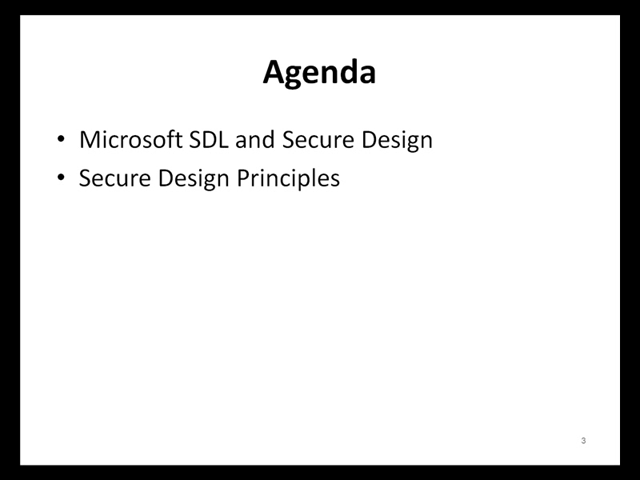 Agenda
• Microsoft SDL and Secure Design
• Secure Design Principles
3